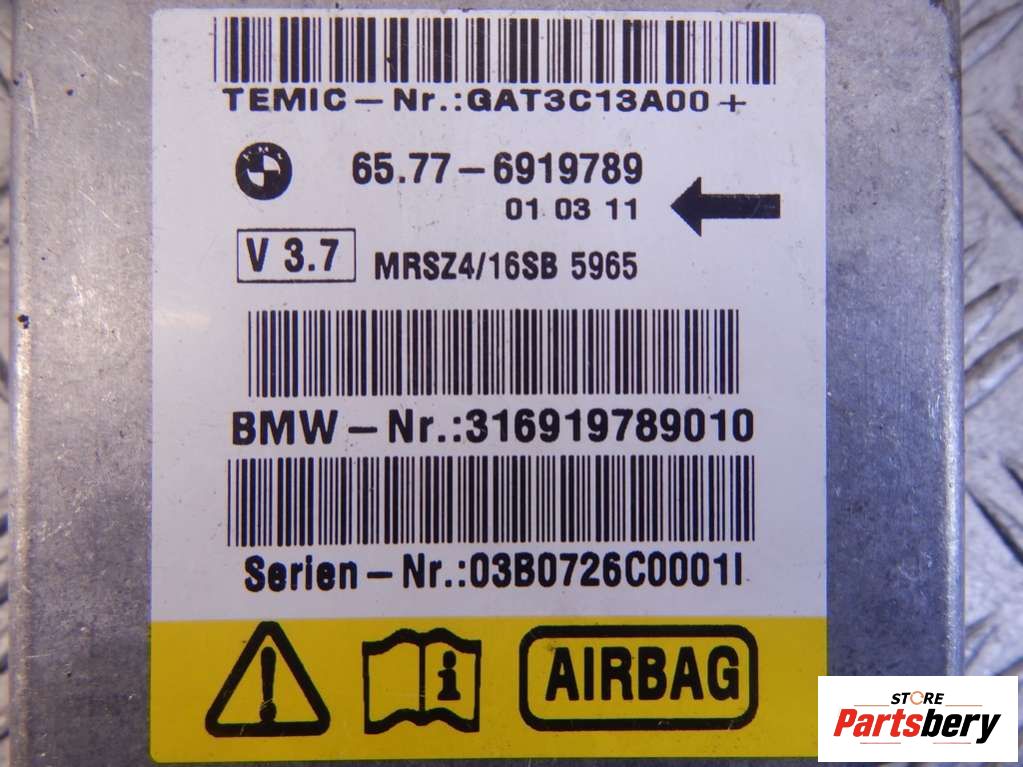 TEMIC-Nr.:GAT3C13A00+
BMW
65.77-6919789
01 03 11
V 3.7 MRSZ4/16SB 5965
BMW-Nr.:316919789010
Serien-Nr.:03B0726C0001I
! i AIRBAG
STORE
Partsbery